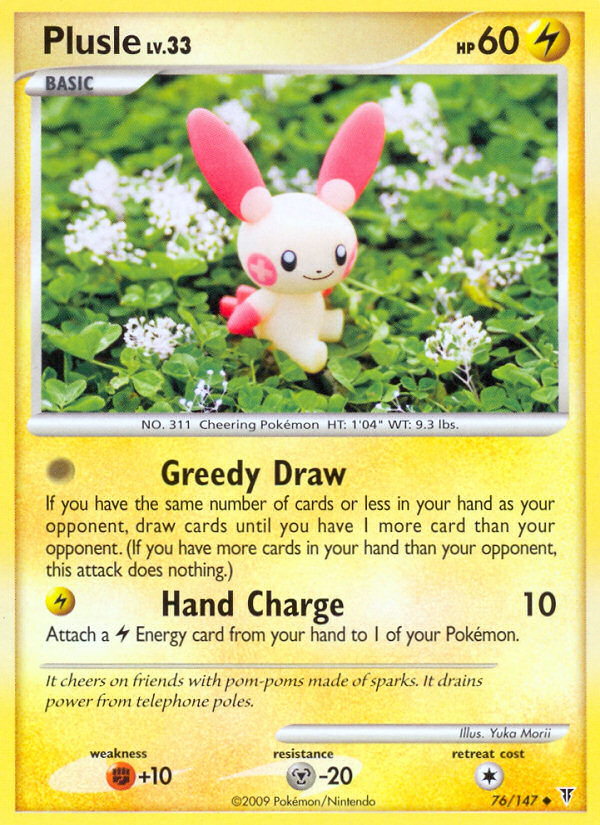 Plusle LV.33
HP 60
BASIC
NO. 311 Cheering Pokémon HT: 1'04" WT: 9.3 lbs.
Greedy Draw
If you have the same number of cards or less in your hand as your
opponent, draw cards until you have 1 more card than your
opponent. (If you have more cards in your hand than your opponent,
this attack does nothing.)
Hand Charge 10
Attach a Energy card from your hand to 1 of your Pokémon.
It cheers on friends with pom-poms made of sparks. It drains
power from telephone poles.
Illus. Yuka Morii
weakness resistance retreat cost
+10 -20
©2009 Pokémon/Nintendo 76/147